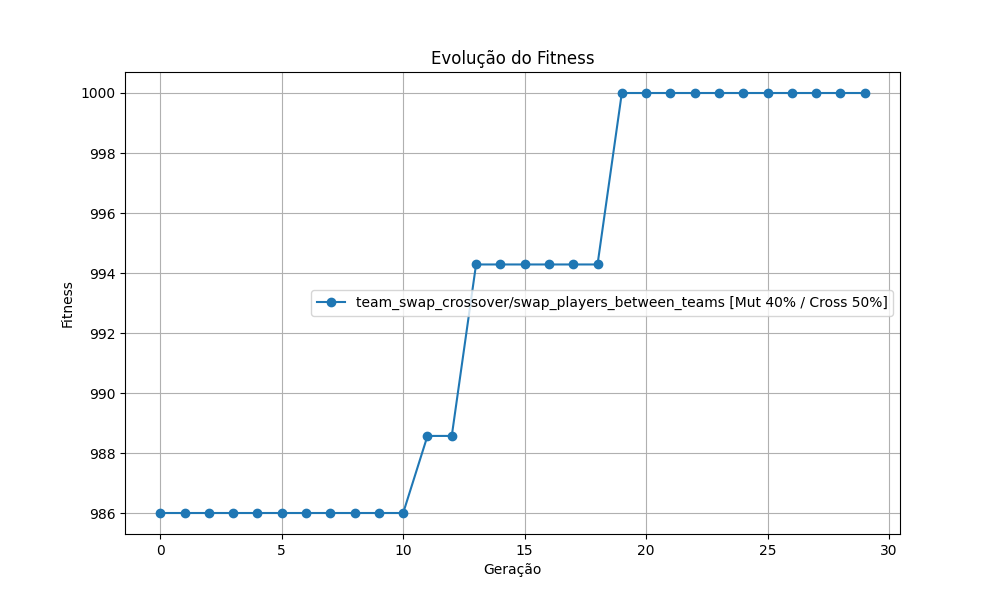 Evolução do Fitness
Fitness
1000
998
996
994
992
990
988
986
team_swap_crossover/swap_players_between_teams [Mut 40% / Cross 50%]
0 5 10 15 20 25 30
Geração